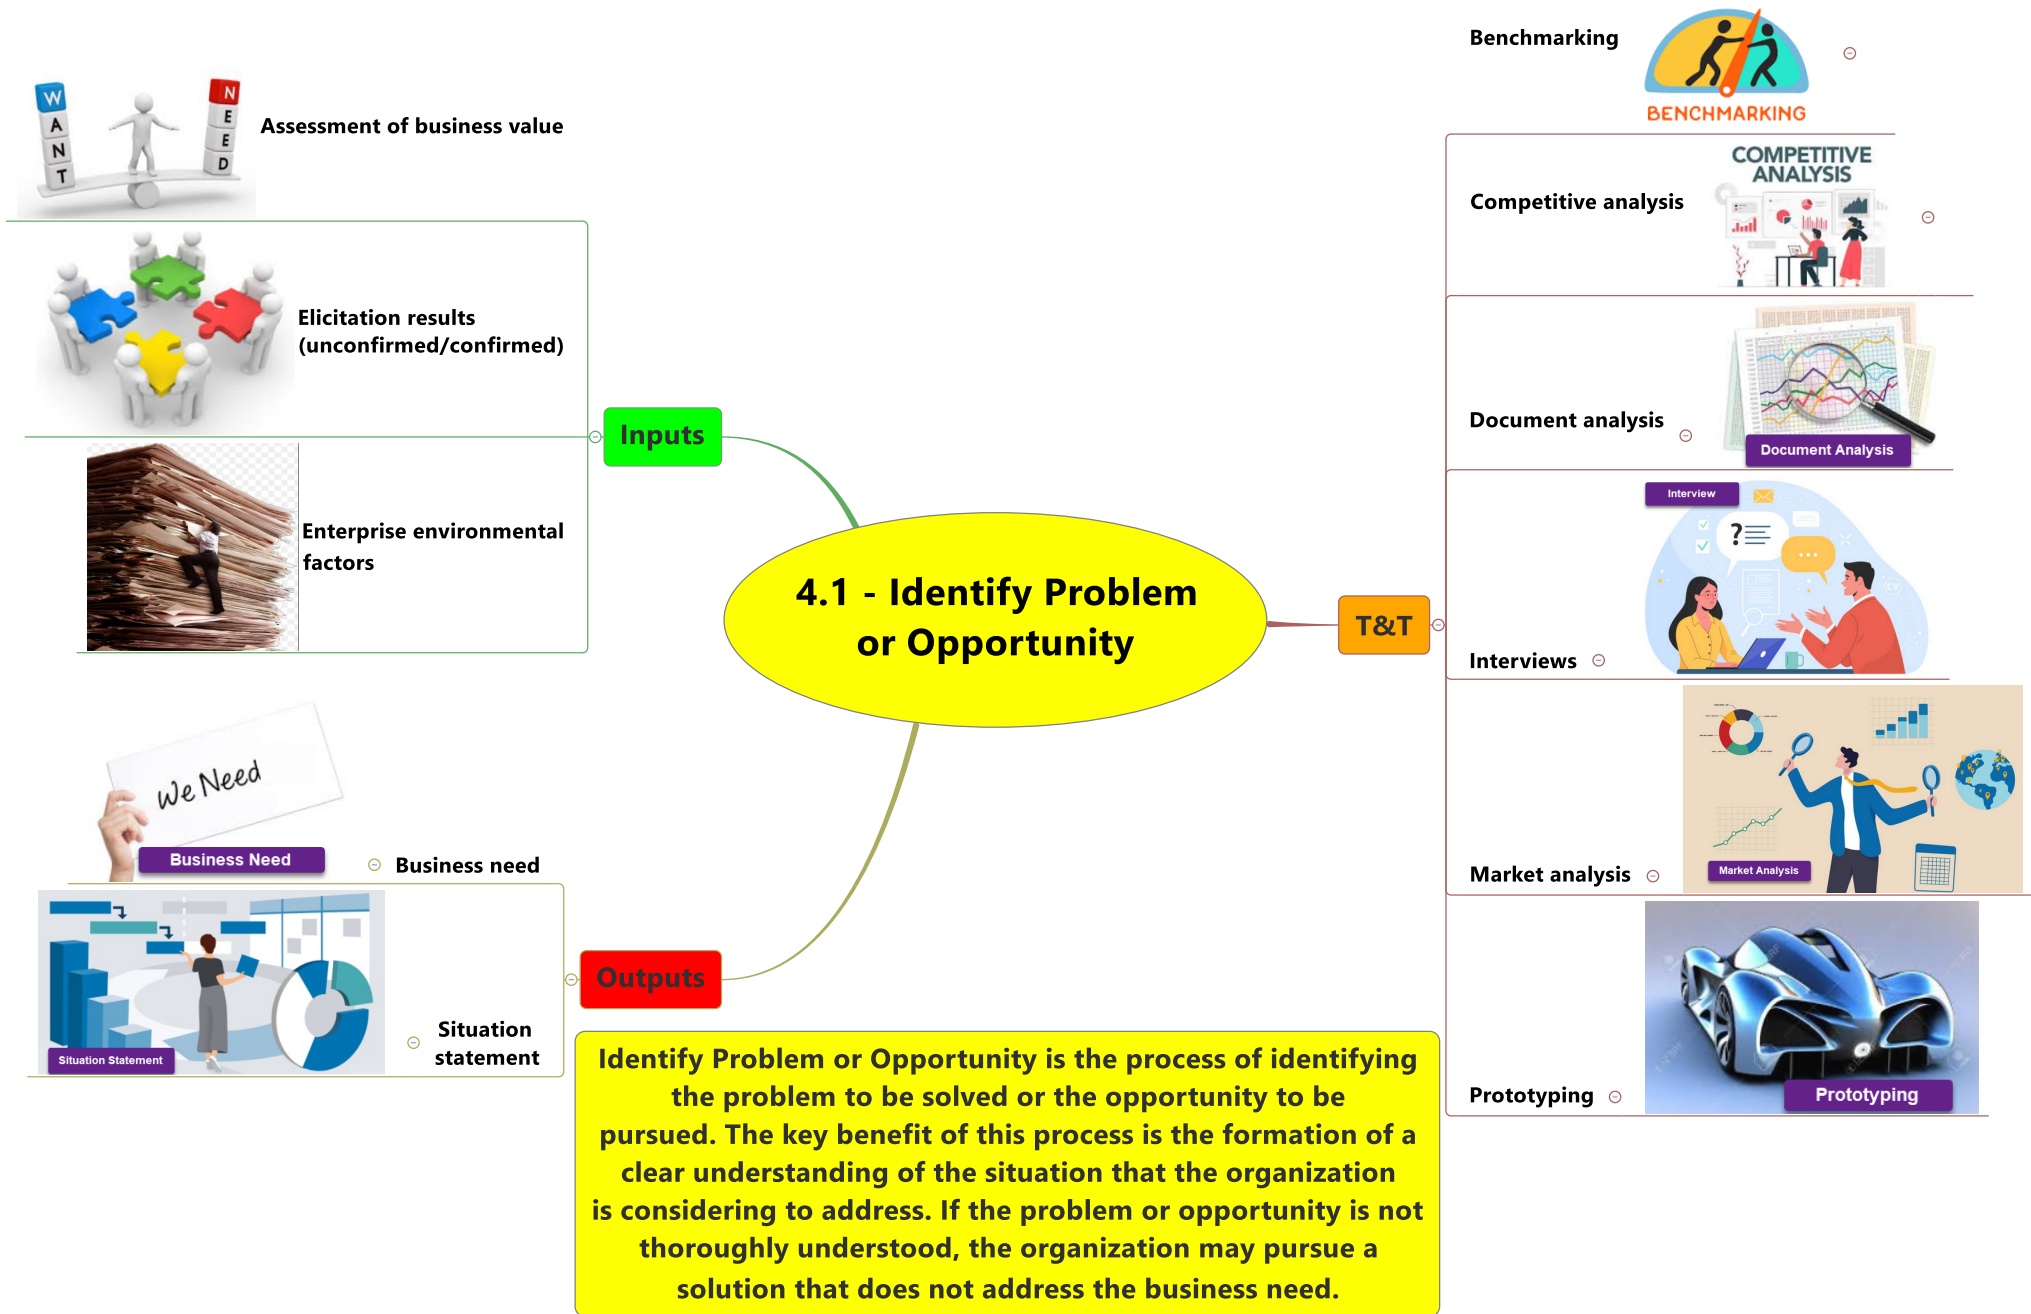 Benchmarking
BENCHMARKING
W
A
N
T
N
E
E
D
Assessment of business value
COMPETITIVE
ANALYSIS
Competitive analysis
Elicitation results
(unconfirmed/confirmed)
Document analysis
Document Analysis
Inputs
Interview
?
CV
Enterprise environmental
factors
4.1 - Identify Problem
or Opportunity
T&T
Interviews
We Need
Business Need
Business need
Market analysis
Market Analysis
Outputs
Situation
statement
Situation Statement
Prototyping
Prototyping
Identify Problem or Opportunity is the process of identifying
the problem to be solved or the opportunity to be
pursued. The key benefit of this process is the formation of a
clear understanding of the situation that the organization
is considering to address. If the problem or opportunity is not
thoroughly understood, the organization may pursue a
solution that does not address the business need.